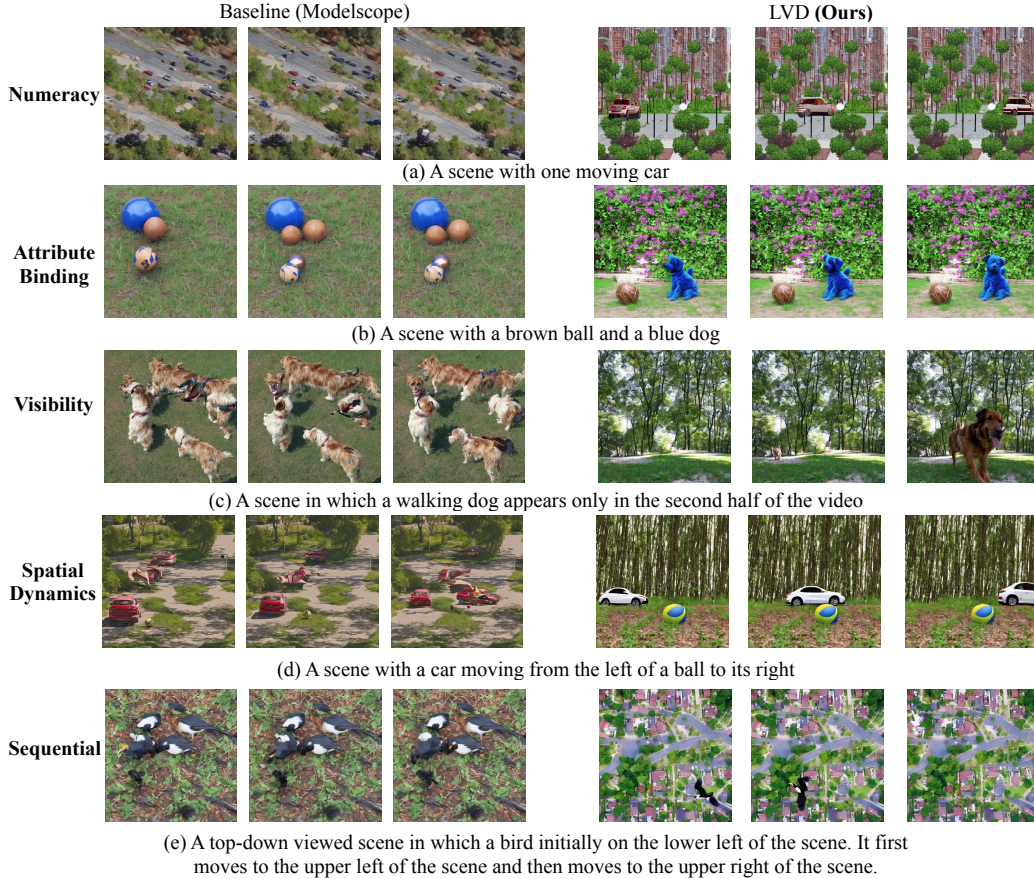 Baseline (Modelscope)
LVD (Ours)
Numeracy
(a) A scene with one moving car
Attribute
Binding
(b) A scene with a brown ball and a blue dog
Visibility
(c) A scene in which a walking dog appears only in the second half of the video
Spatial
Dynamics
(d) A scene with a car moving from the left of a ball to its right
Sequential
(e) A top-down viewed scene in which a bird initially on the lower left of the scene. It first
moves to the upper left of the scene and then moves to the upper right of the scene.